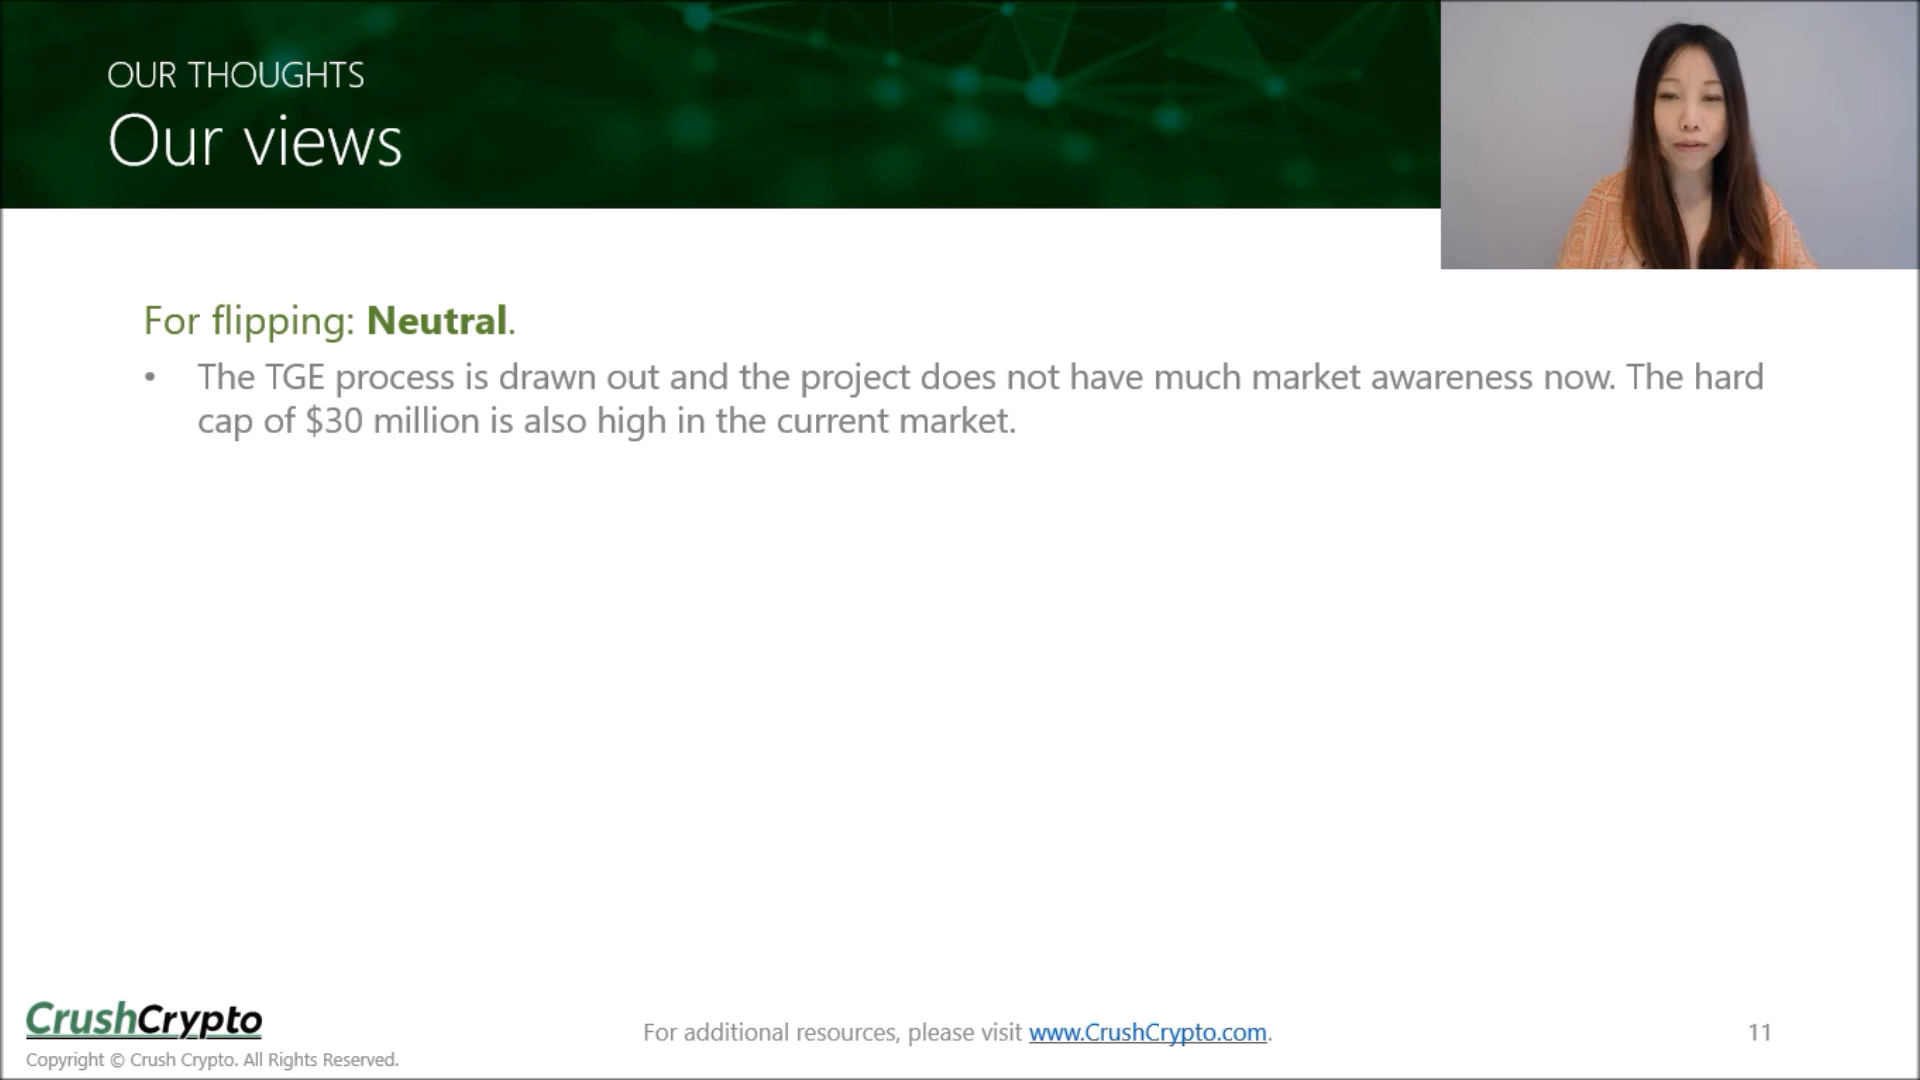 OUR THOUGHTS
Our views
For flipping: Neutral.
• The TGE process is drawn out and the project does not have much market awareness now. The hard
cap of $30 million is also high in the current market.
CrushCrypto
Copyright © Crush Crypto. All Rights Reserved.
For additional resources, please visit www.CrushCrypto.com.
11